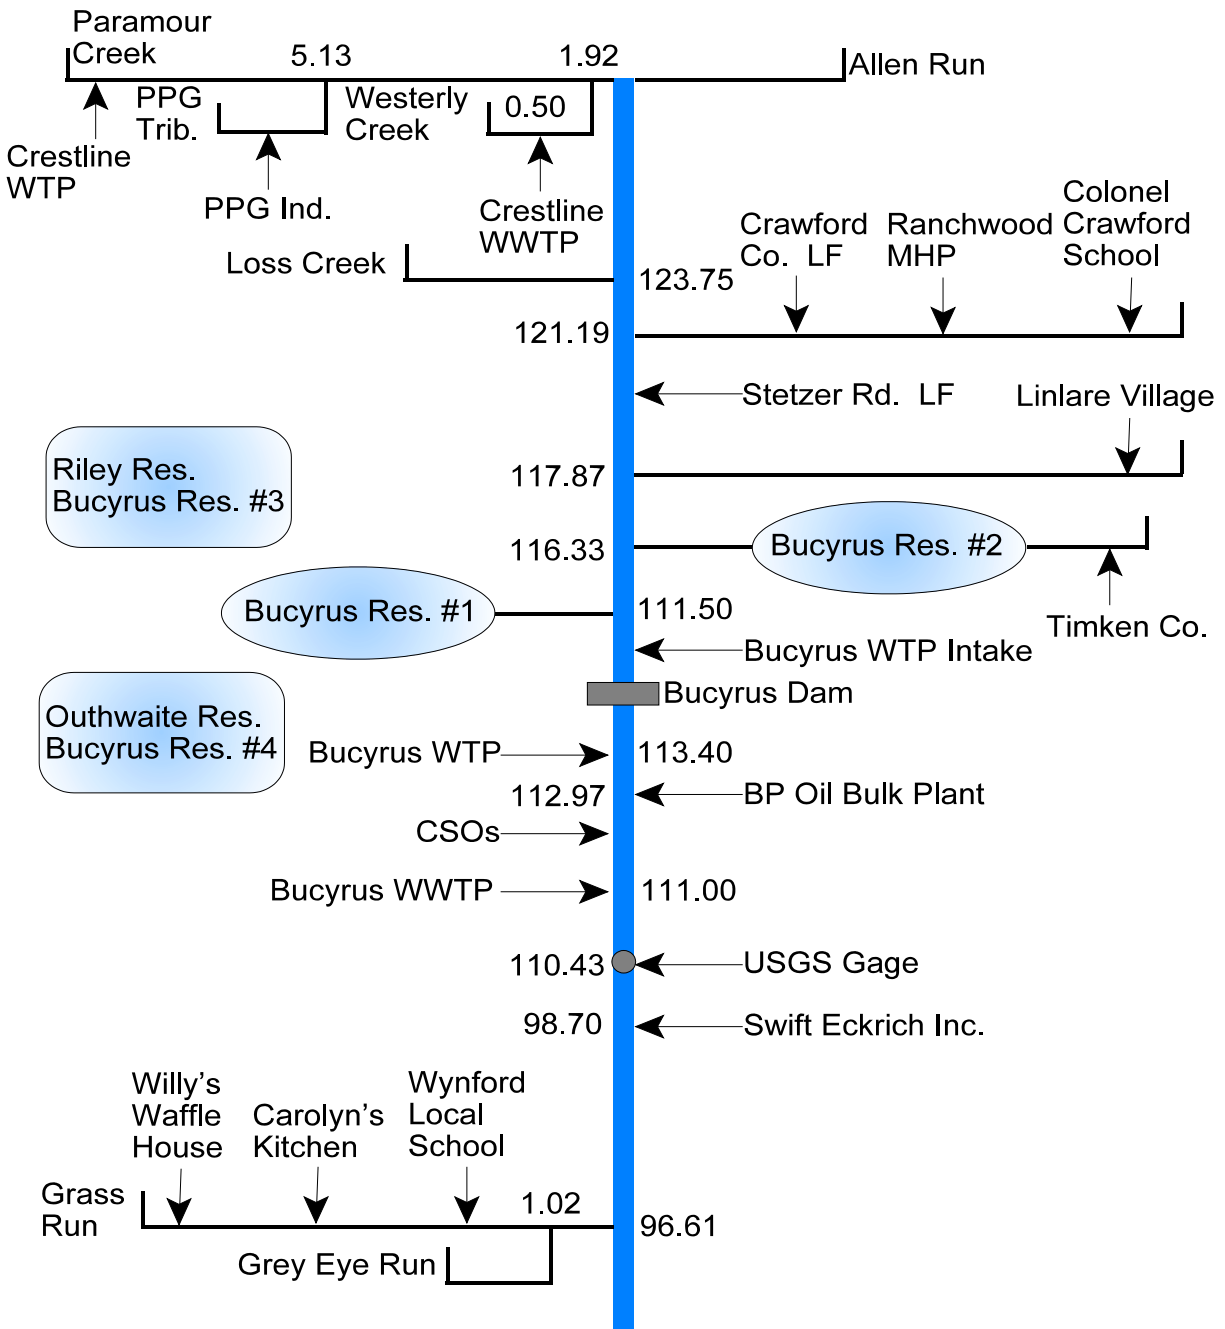 Paramour
Creek
5.13
1.92
Allen Run
PPG
Trib.
Westerly
Creek
0.50
Crestline
WTP
PPG Ind.
Crestline
WWTP
Colonel
Crawford
School
Crawford
Co. LF
Ranchwood
MHP
Loss Creek
123.75
121.19
Stetzer Rd. LF
Linlare Village
Riley Res.
Bucyrus Res. #3
117.87
116.33
Bucyrus Res. #2
Bucyrus Res. #1
111.50
Timken Co.
Bucyrus WTP Intake
Bucyrus Dam
Outhwaite Res.
Bucyrus Res. #4
Bucyrus WTP
113.40
112.97
BP Oil Bulk Plant
CSOs
Bucyrus WWTP
111.00
110.43
USGS Gage
98.70
Swift Eckrich Inc.
Willy's
Waffle
House
Carolyn's
Kitchen
Wynford
Local
School
Grass
Run
1.02
96.61
Grey Eye Run